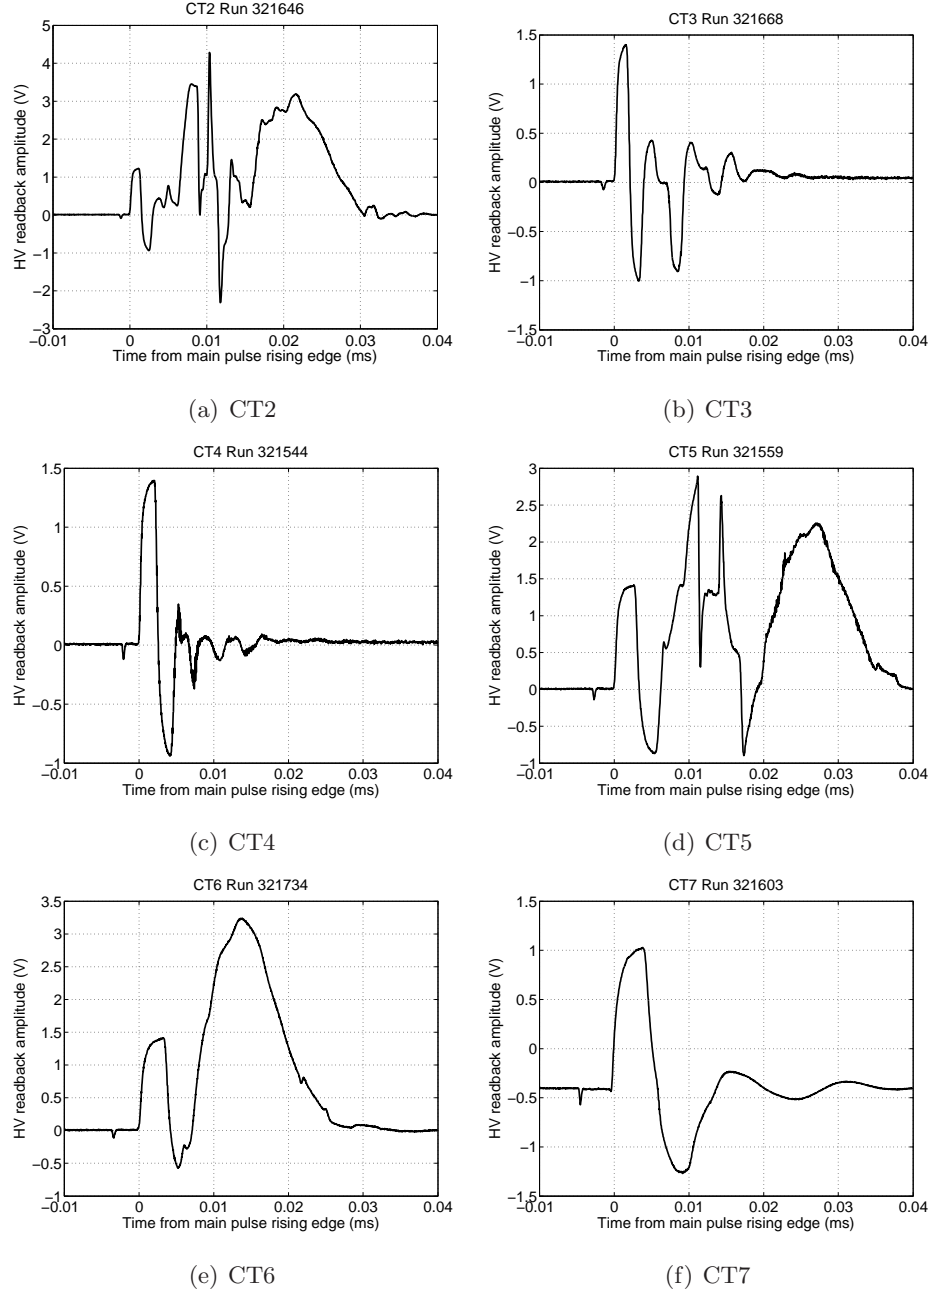 CT2 Run 321646
HV readback amplitude (V)
5
4
3
2
1
0
−1
−2
−3
−0.01 0 0.01 0.02 0.03 0.04
Time from main pulse rising edge (ms)
(a) CT2
CT3 Run 321668
HV readback amplitude (V)
1.5
1
0.5
0
−0.5
−1
−1.5
−0.01 0 0.01 0.02 0.03 0.04
Time from main pulse rising edge (ms)
(b) CT3
CT4 Run 321544
HV readback amplitude (V)
1.5
1
0.5
0
−0.5
−1
−0.01 0 0.01 0.02 0.03 0.04
Time from main pulse rising edge (ms)
(c) CT4
CT5 Run 321559
HV readback amplitude (V)
3
2.5
2
1.5
1
0.5
0
−0.5
−1
−0.01 0 0.01 0.02 0.03 0.04
Time from main pulse rising edge (ms)
(d) CT5
CT6 Run 321734
HV readback amplitude (V)
3.5
3
2.5
2
1.5
1
0.5
0
−0.5
−1
−0.01 0 0.01 0.02 0.03 0.04
Time from main pulse rising edge (ms)
(e) CT6
CT7 Run 321603
HV readback amplitude (V)
1.5
1
0.5
0
−0.5
−1
−1.5
−0.01 0 0.01 0.02 0.03 0.04
Time from main pulse rising edge (ms)
(f) CT7